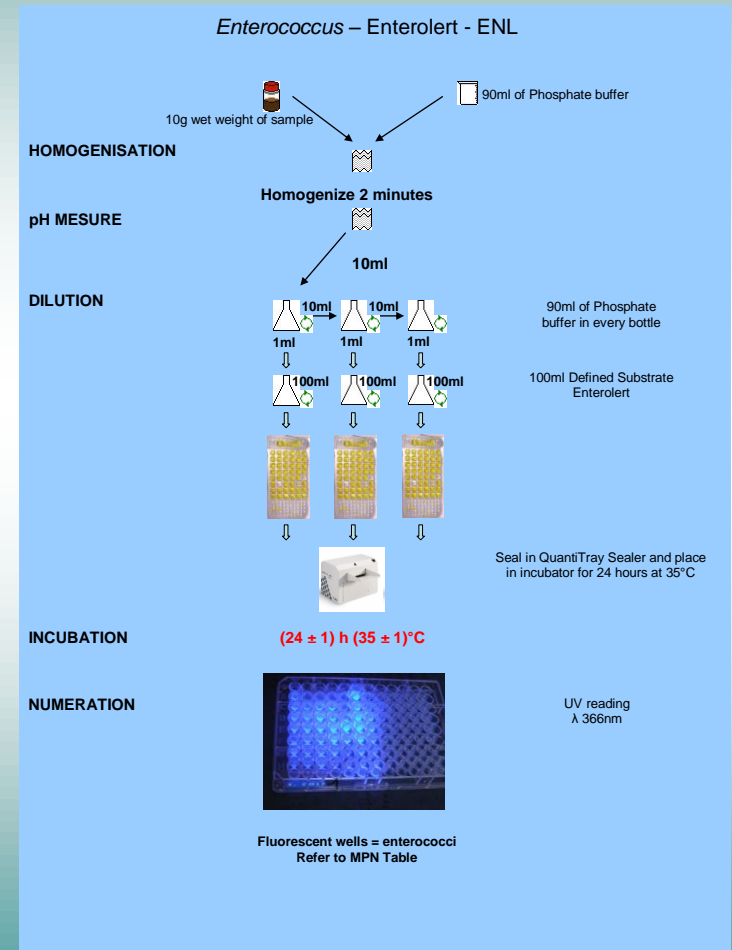 Enterococcus – Enterolert - ENL
10g wet weight of sample
90ml of Phosphate buffer
HOMOGENISATION
Homogenize 2 minutes
pH MESURE
10ml
DILUTION
10ml 10ml
90ml of Phosphate
buffer in every bottle
1ml 1ml 1ml
100ml 100ml 100ml
100ml Defined Substrate
Enterolert
Seal in QuantiTray Sealer and place
in incubator for 24 hours at 35°C
INCUBATION
(24 ± 1) h (35 ± 1)°C
NUMERATION
UV reading
λ 366nm
Fluorescent wells = enterococci
Refer to MPN Table